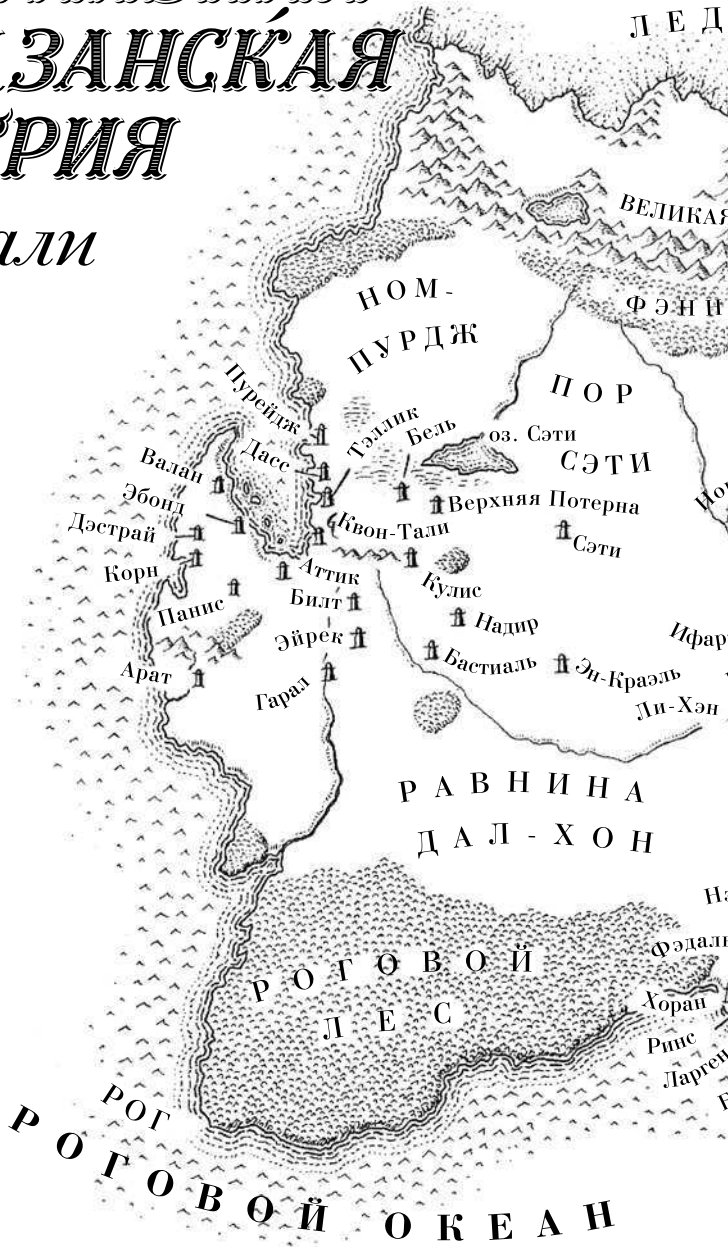 ЗАНСКАЯ
РИЯ
али
ЛЕД
ВЕЛИКАЯ
НОМ-
ПУРДЖ
ФЭНН
ПОР
СЭТИ
Пурейдж
Тэллик
Бель
оз. Сэти
Дасс
Валан
Эбонд
Верхняя Потерна
Дэстрай
Квон-Тали
Сэти
Корн
Аттик
Кулис
Билт
Панис
Надир
Ифар
Эйрек
Бастиаль
Эн-Краэль
Арат
Гарал
Ли-Хэн
РАВНИНА
ДАЛ-ХОН
Фэдаль
РОГОВОЙ
ЛЕС
Хоран
Ринс
Ларген
РОГ
РОГОВОЙ ОКЕАН